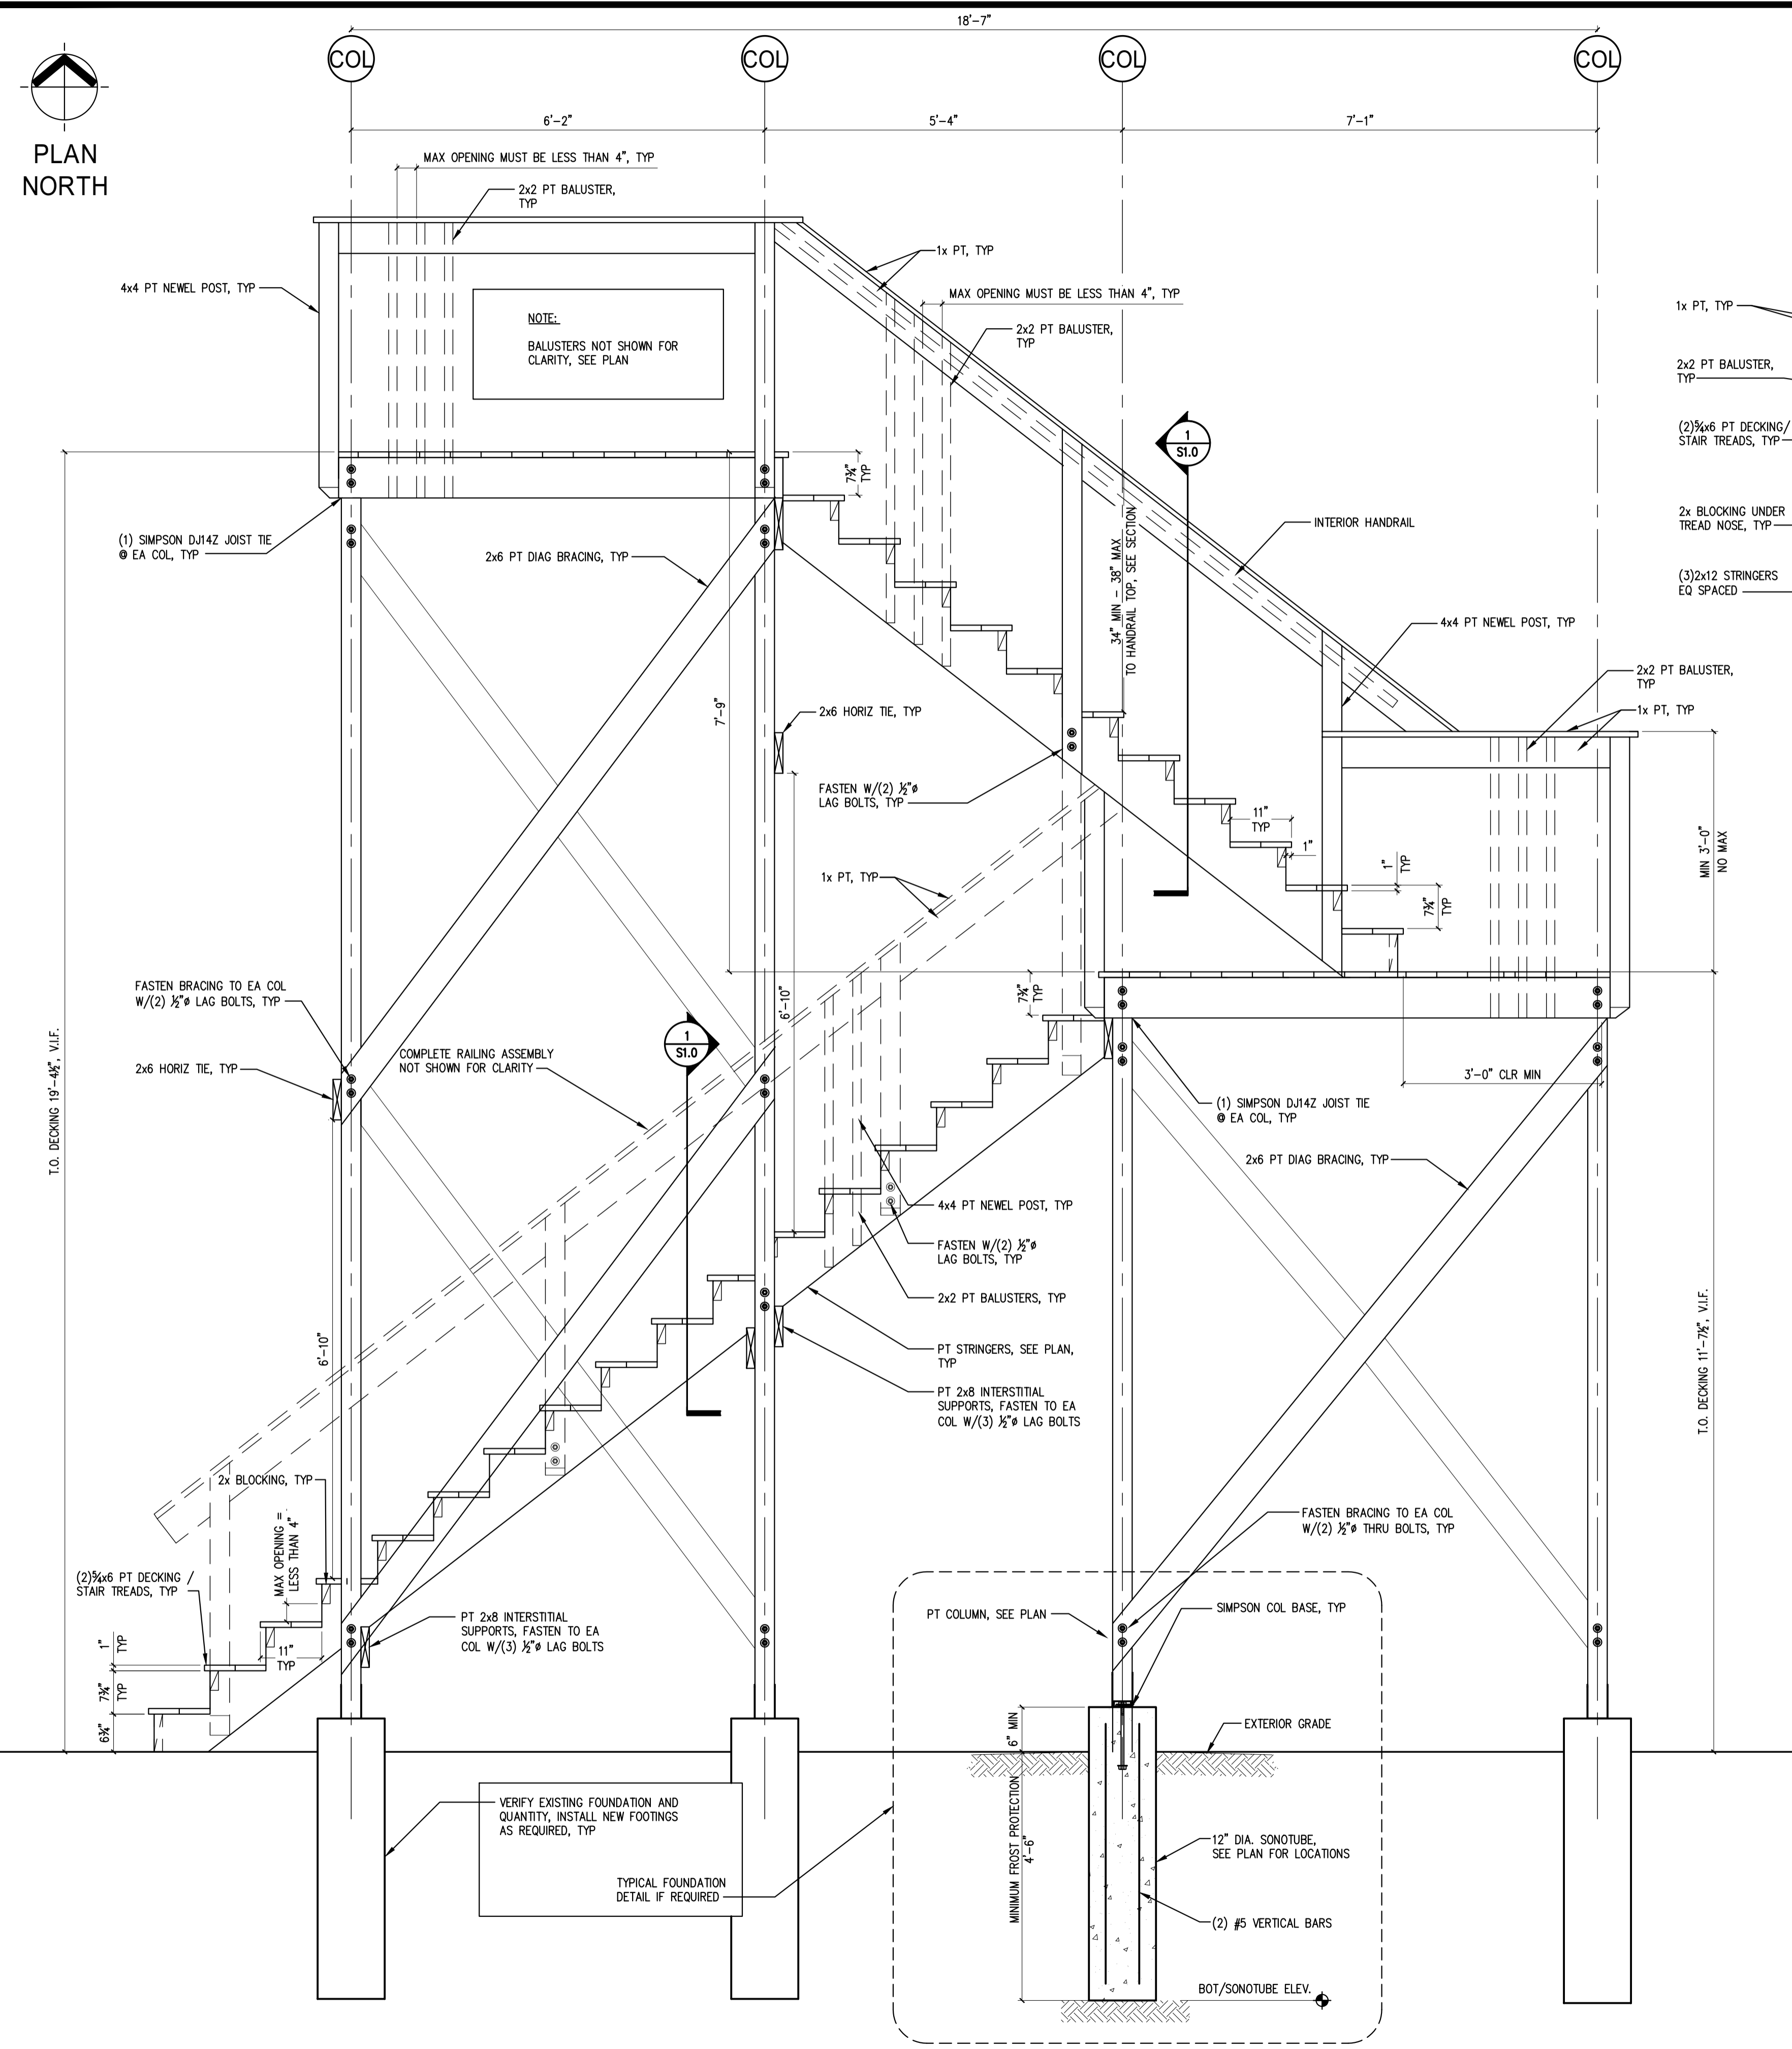 18'-7"
COL
COL
COL
COL
PLAN
NORTH
6'-2"
5'-4"
7'-1"
MAX OPENING MUST BE LESS THAN 4", TYP
2x2 PT BALUSTER,
TYP
1x PT, TYP
4x4 PT NEWEL POST, TYP
MAX OPENING MUST BE LESS THAN 4", TYP
NOTE:
BALUSTERS NOT SHOWN FOR
CLARITY, SEE PLAN
2x2 PT BALUSTER,
TYP
1x PT, TYP
2x2 PT BALUSTER,
TYP
(2)5/4x6 PT DECKING/
STAIR TREADS, TYP
1
S1.0
7¾"
TYP
2x BLOCKING UNDER
TREAD NOSE, TYP
(1) SIMPSON DJ14Z JOIST TIE
@ EA COL, TYP
2x6 PT DIAG BRACING, TYP
34" MIN - 38" MAX
TO HANDRAIL TOP, SEE SECTION
INTERIOR HANDRAIL
(3)2x12 STRINGERS
EQ SPACED
4x4 PT NEWEL POST, TYP
2x2 PT BALUSTER,
TYP
7'-9"
2x6 HORIZ TIE, TYP
1x PT, TYP
FASTEN W/(2) ½"ø
LAG BOLTS, TYP
11"
TYP
1"
1"
TYP
MIN 3'-0"
NO MAX
1x PT, TYP
7¾"
TYP
FASTEN BRACING TO EA COL
W/(2) ½"ø LAG BOLTS, TYP
6'-10"
7¾"
TYP
1
S1.0
COMPLETE RAILING ASSEMBLY
NOT SHOWN FOR CLARITY
2x6 HORIZ TIE, TYP
3'-0" CLR MIN
T.O. DECKING 19'-4½", V.I.F.
(1) SIMPSON DJ14Z JOIST TIE
@ EA COL, TYP
2x6 PT DIAG BRACING, TYP
4x4 PT NEWEL POST, TYP
FASTEN W/(2) ½"ø
LAG BOLTS, TYP
2x2 PT BALUSTERS, TYP
6'-10"
PT STRINGERS, SEE PLAN,
TYP
T.O. DECKING 11'-7½", V.I.F.
PT 2x8 INTERSTITIAL
SUPPORTS, FASTEN TO EA
COL W/(3) ½"ø LAG BOLTS
2x BLOCKING, TYP
MAX OPENING =
LESS THAN 4"
FASTEN BRACING TO EA COL
W/(2) ½"ø THRU BOLTS, TYP
(2)5/4x6 PT DECKING /
STAIR TREADS, TYP
PT 2x8 INTERSTITIAL
SUPPORTS, FASTEN TO EA
COL W/(3) ½"ø LAG BOLTS
PT COLUMN, SEE PLAN
SIMPSON COL BASE, TYP
1"
TYP
11"
TYP
7¾"
TYP
6¾"
6" MIN
EXTERIOR GRADE
VERIFY EXISTING FOUNDATION AND
QUANTITY, INSTALL NEW FOOTINGS
AS REQUIRED, TYP
MINIMUM FROST PROTECTION
4'-6"
12" DIA. SONOTUBE,
SEE PLAN FOR LOCATIONS
TYPICAL FOUNDATION
DETAIL IF REQUIRED
(2) #5 VERTICAL BARS
BOT/SONOTUBE ELEV.